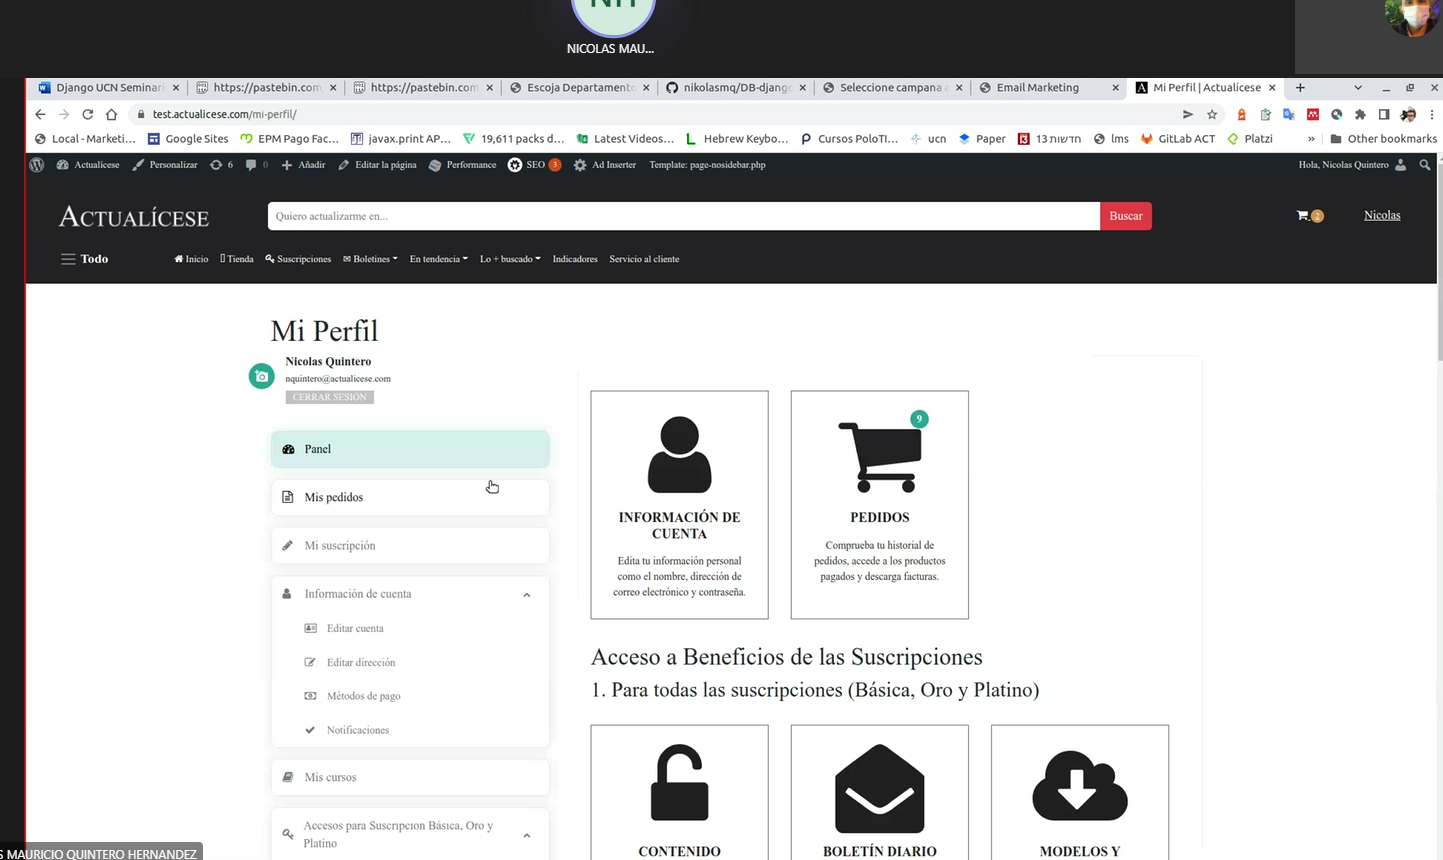 NICOLAS MAU...
Django UCN Seminari
https://pastebin.com
https://pastebin.com
Escoja Departamento
nikolasmq/DB-django
Seleccione campana a
Email Marketing
Mi Perfil | Actualícese
test.actualicese.com/mi-perfil/
Local - Marketi...
Google Sites
EPM Pago Fac...
javax.print AP...
19,611 packs d...
Latest Videos...
Hebrew Keybo...
Cursos PoloTI...
ucn
Paper
13 חדשות
lms
GitLab ACT
Platzi
»
Other bookmarks
Actualícese
Personalizar
6
0
Añadir
Editar la página
Performance
SEO 3
Ad Inserter
Template: page-nosidebar.php
Hola, Nicolas Quintero
ACTUALÍCESE
Quiero actualizarme en...
Buscar
2
Nicolas
Todo
Inicio
Tienda
Suscripciones
Boletines
En tendencia
Lo + buscado
Indicadores
Servicio al cliente
Mi Perfil
Nicolas Quintero
nquintero@actualicese.com
CERRAR SESIÓN
Panel
Mis pedidos
Mi suscripción
Información de cuenta
Editar cuenta
Editar dirección
Métodos de pago
Notificaciones
Mis cursos
Accesos para Suscripción Básica, Oro y
Platino
INFORMACIÓN DE
CUENTA
Edita tu información personal
como el nombre, dirección de
correo electrónico y contraseña.
9
PEDIDOS
Comprueba tu historial de
pedidos, accede a los productos
pagados y descarga facturas.
Acceso a Beneficios de las Suscripciones
1. Para todas las suscripciones (Básica, Oro y Platino)
CONTENIDO
BOLETÍN DIARIO
MODELOS Y
S MAURICIO QUINTERO HERNANDEZ